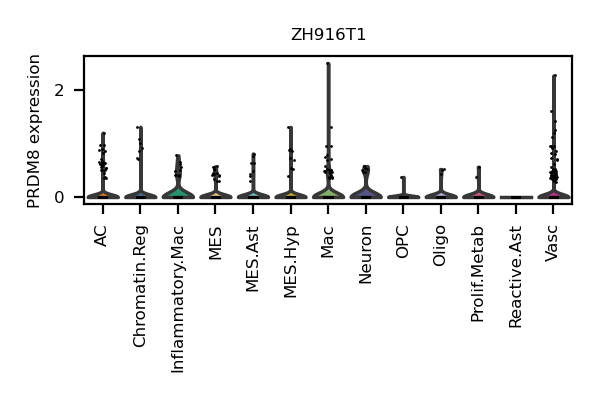 ZH916T1
PRDM8 expression
2
0
AC
Chromatin.Reg
Inflammatory.Mac
MES
MES.Ast
MES.Hyp
Mac
Neuron
OPC
Oligo
Prolif.Metab
Reactive.Ast
Vasc